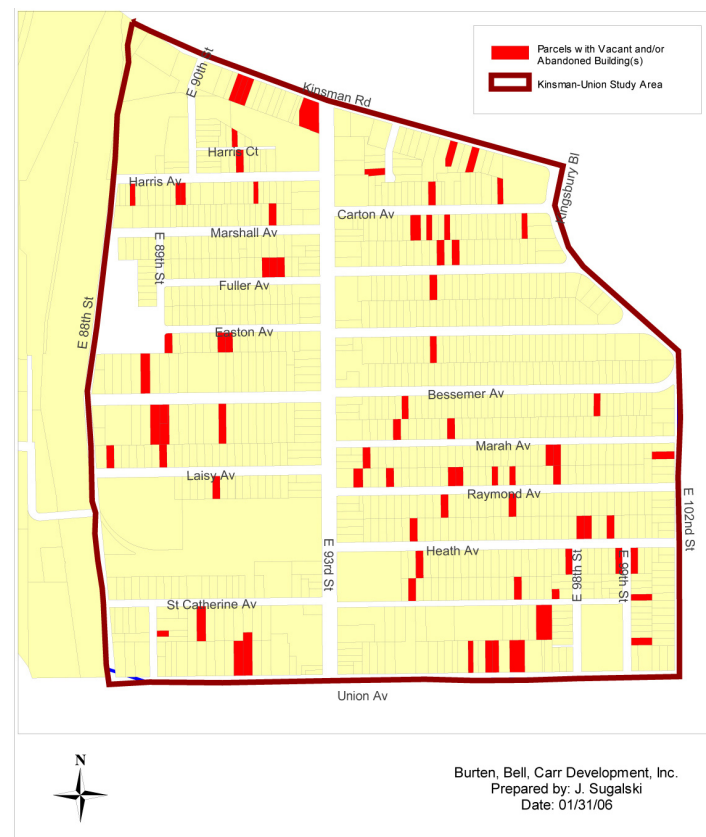 Parcels with Vacant and/or
Abandoned Building(s)
Kinsman-Union Study Area
E 90th St
Kinsman Rd
Harris Ct
Kingsbury Bl
Harris Av
Carton Av
Marshall Av
E 89th St
Fuller Av
E 88th St
Easton Av
Bessemer Av
Marah Av
Laisy Av
Raymond Av
E 102nd St
E 93rd St
Heath Av
E 98th St
E 99th St
St Catherine Av
Union Av
N
Burten, Bell, Carr Development, Inc.
Prepared by: J. Sugalski
Date: 01/31/06